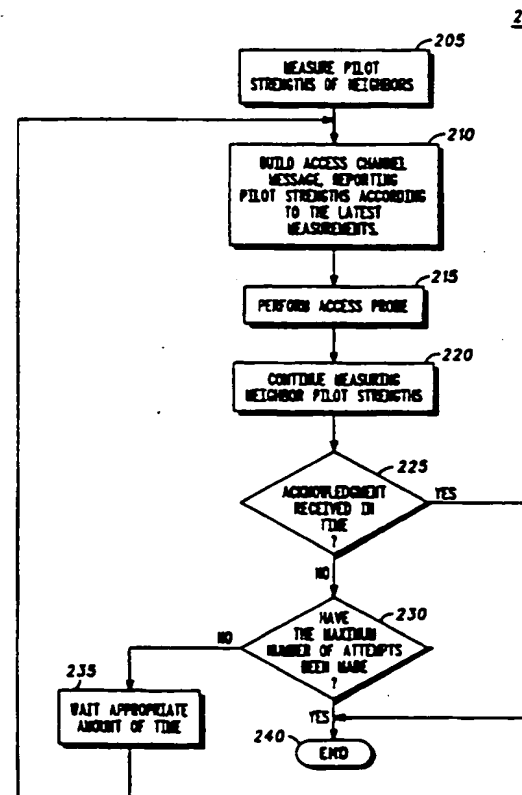 2
205
MEASURE PILOT
STRENGTHS OF NEIGHBORS
210
BUILD ACCESS CHANNEL
MESSAGE, REPORTING
PILOT STRENGTHS ACCORDING
TO THE LATEST
MEASUREMENTS.
215
PERFORM ACCESS PROBE
220
CONTINUE MEASURING
NEIGHBOR PILOT STRENGTHS
225
ACKNOWLEDGMENT
RECEIVED IN
TIME
?
YES
NO
230
HAVE
THE MAXIMUM
NUMBER OF ATTEMPTS
BEEN MADE
?
NO
235
WAIT APPROPRIATE
AMOUNT OF TIME
YES
240
END